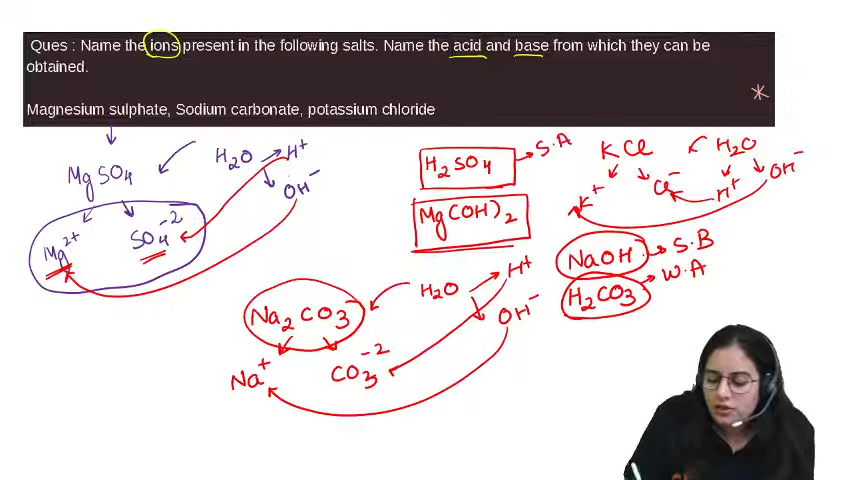 Ques : Name the ions present in the following salts. Name the acid and base from which they can be
obtained.
Magnesium sulphate, Sodium carbonate, potassium chloride
MgSO4
H2O H+
OH-
Mg2+
SO4-2
H2SO4 S.A
Mg(OH)2
KCl H2O
K+ Cl- H+ OH-
NaOH S.B
H2CO3 W.A
Na2CO3
H2O H+
OH-
Na+
CO3-2